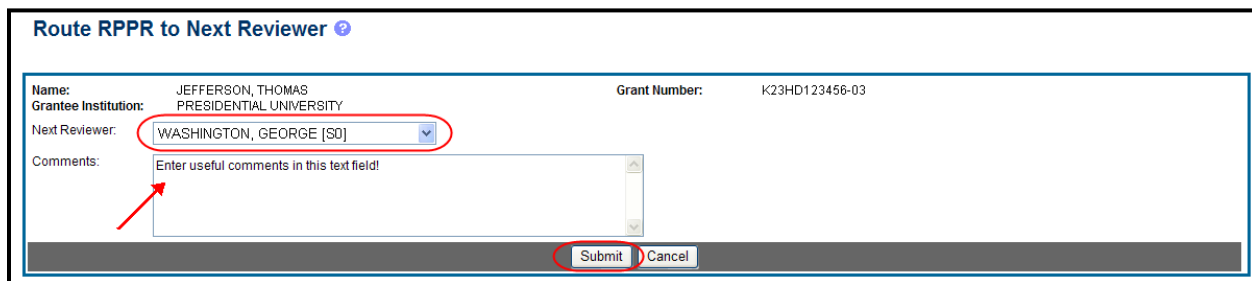 Route RPPR to Next Reviewer ?
Name: JEFFERSON, THOMAS Grant Number: K23HD123456-03
Grantee Institution: PRESIDENTIAL UNIVERSITY
Next Reviewer: WASHINGTON, GEORGE [SO]
Comments: Enter useful comments in this text field!
Submit Cancel